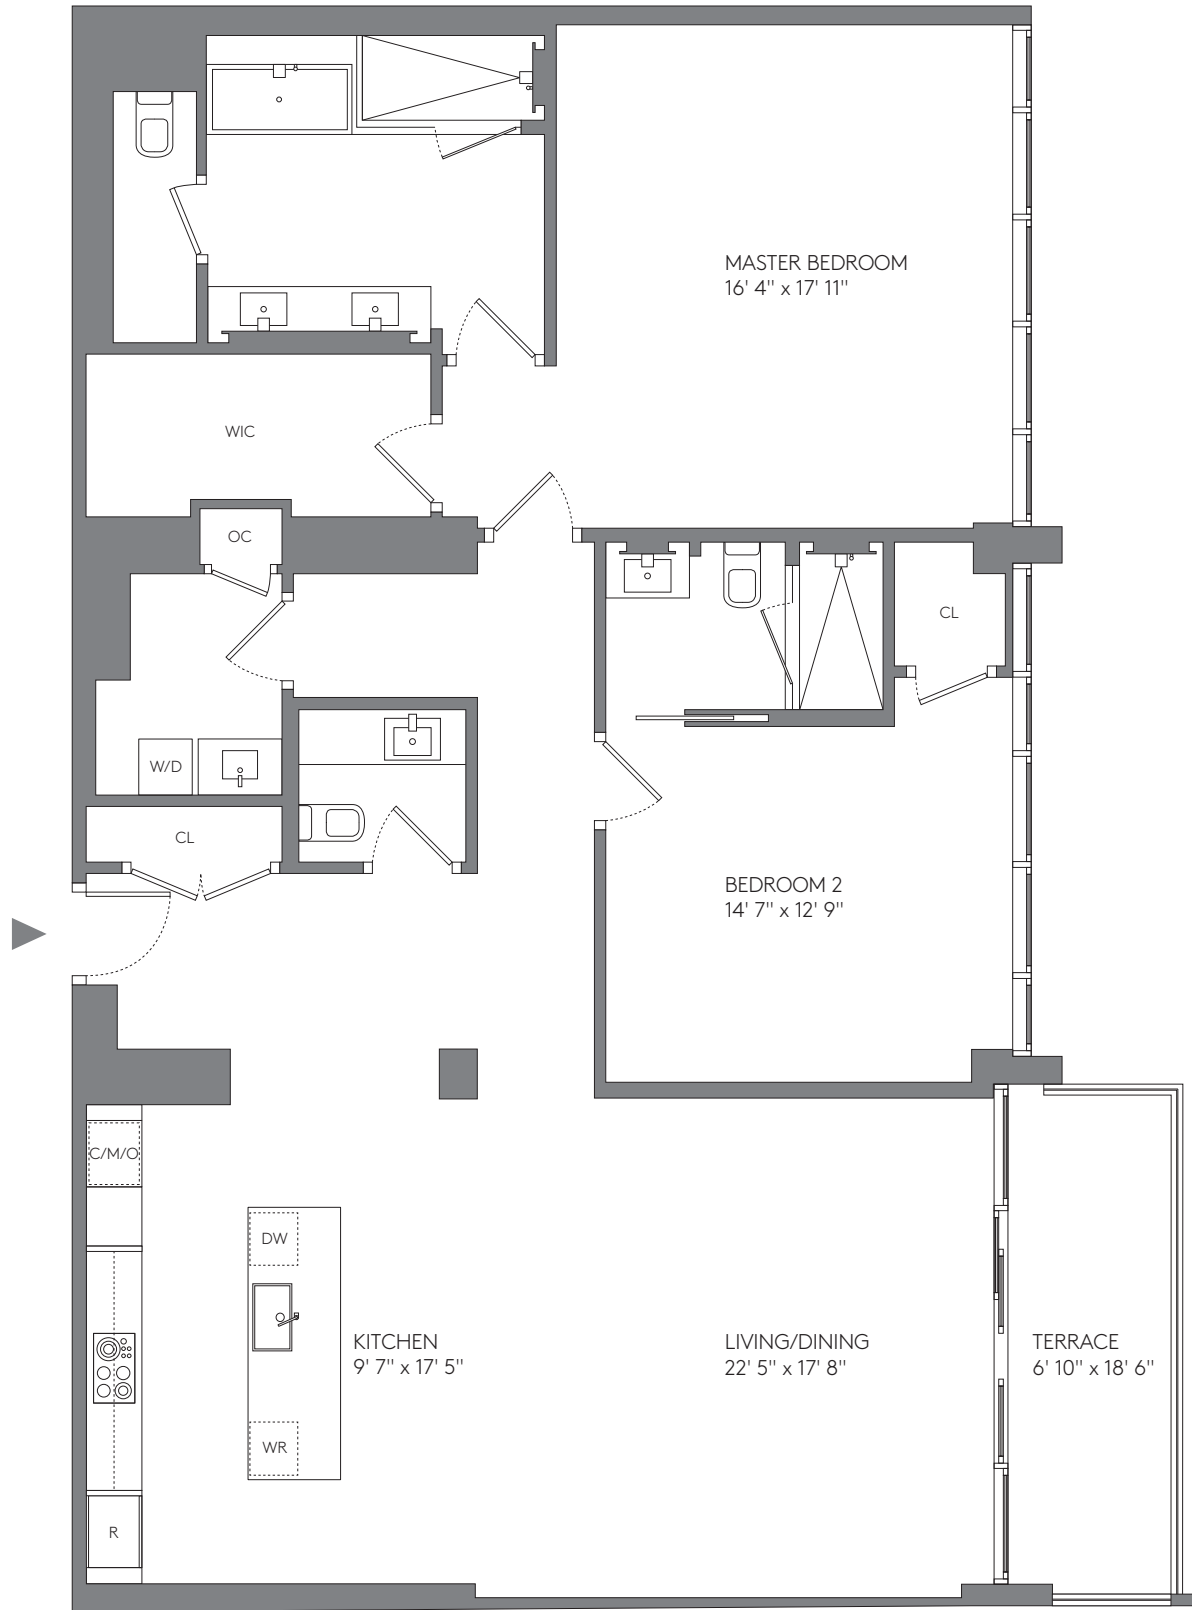 MASTER BEDROOM
16' 4" x 17' 11"
WIC
OC
CL
W/D
CL
BEDROOM 2
14' 7" x 12' 9"
C/M/O
DW
KITCHEN
9' 7" x 17' 5"
LIVING/DINING
22' 5" x 17' 8"
TERRACE
6' 10" x 18' 6"
WR
R